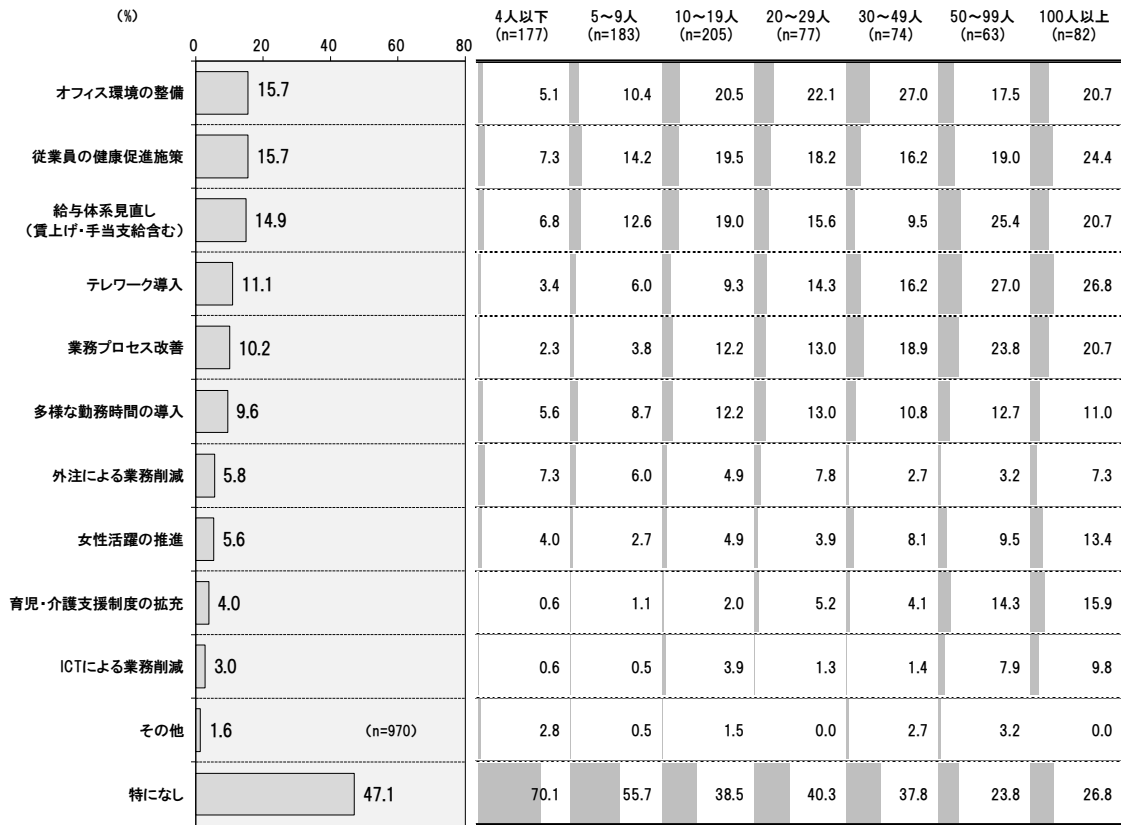 (%)
4人以下 5～9人 10～19人 20～29人 30～49人 50～99人 100人以上
(n=177) (n=183) (n=205) (n=77) (n=74) (n=63) (n=82)
0 20 40 60 80
オフィス環境の整備 15.7 5.1 10.4 20.5 22.1 27.0 17.5 20.7
従業員の健康促進施策 15.7 7.3 14.2 19.5 18.2 16.2 19.0 24.4
給与体系見直し
（賃上げ・手当支給含む） 14.9 6.8 12.6 19.0 15.6 9.5 25.4 20.7
テレワーク導入 11.1 3.4 6.0 9.3 14.3 16.2 27.0 26.8
業務プロセス改善 10.2 2.3 3.8 12.2 13.0 18.9 23.8 20.7
多様な勤務時間の導入 9.6 5.6 8.7 12.2 13.0 10.8 12.7 11.0
外注による業務削減 5.8 7.3 6.0 4.9 7.8 2.7 3.2 7.3
女性活躍の推進 5.6 4.0 2.7 4.9 3.9 8.1 9.5 13.4
育児・介護支援制度の拡充 4.0 0.6 1.1 2.0 5.2 4.1 14.3 15.9
ICTによる業務削減 3.0 0.6 0.5 3.9 1.3 1.4 7.9 9.8
その他 1.6 (n=970) 2.8 0.5 1.5 0.0 2.7 3.2 0.0
特になし 47.1 70.1 55.7 38.5 40.3 37.8 23.8 26.8